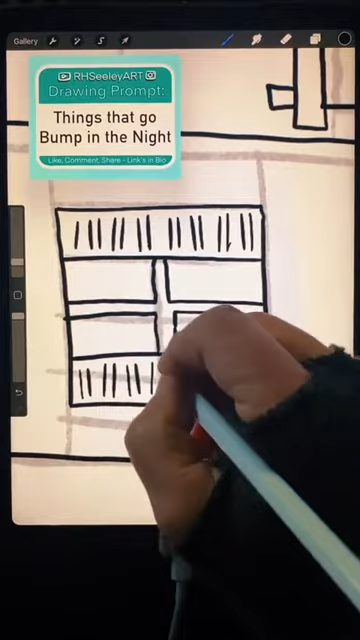 Gallery
RHSeeleyART
Drawing Prompt:
Things that go
Bump in the Night
Like, Comment, Share - Link's in Bio